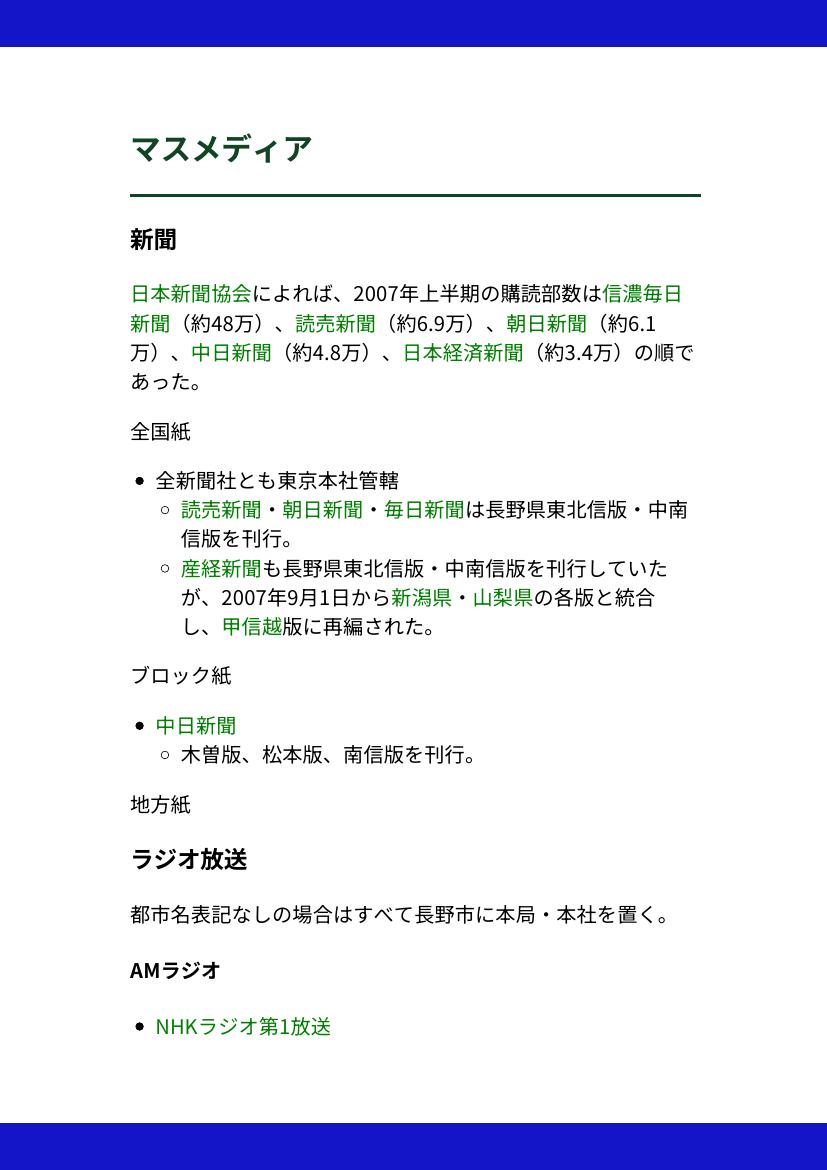 マスメディア
新聞
日本新聞協会によれば、2007年上半期の購読部数は信濃毎日
新聞（約48万）、読売新聞（約6.9万）、朝日新聞（約6.1
万）、中日新聞（約4.8万）、日本経済新聞（約3.4万）の順で
あった。
全国紙
• 全新聞社とも東京本社管轄
○ 読売新聞・朝日新聞・毎日新聞は長野県東北信版・中南
信版を刊行。
○ 産経新聞も長野県東北信版・中南信版を刊行していた
が、2007年9月1日から新潟県・山梨県の各版と統合
し、甲信越版に再編された。
ブロック紙
• 中日新聞
○ 木曽版、松本版、南信版を刊行。
地方紙
ラジオ放送
都市名表記なしの場合はすべて長野市に本局・本社を置く。
AMラジオ
• NHKラジオ第1放送